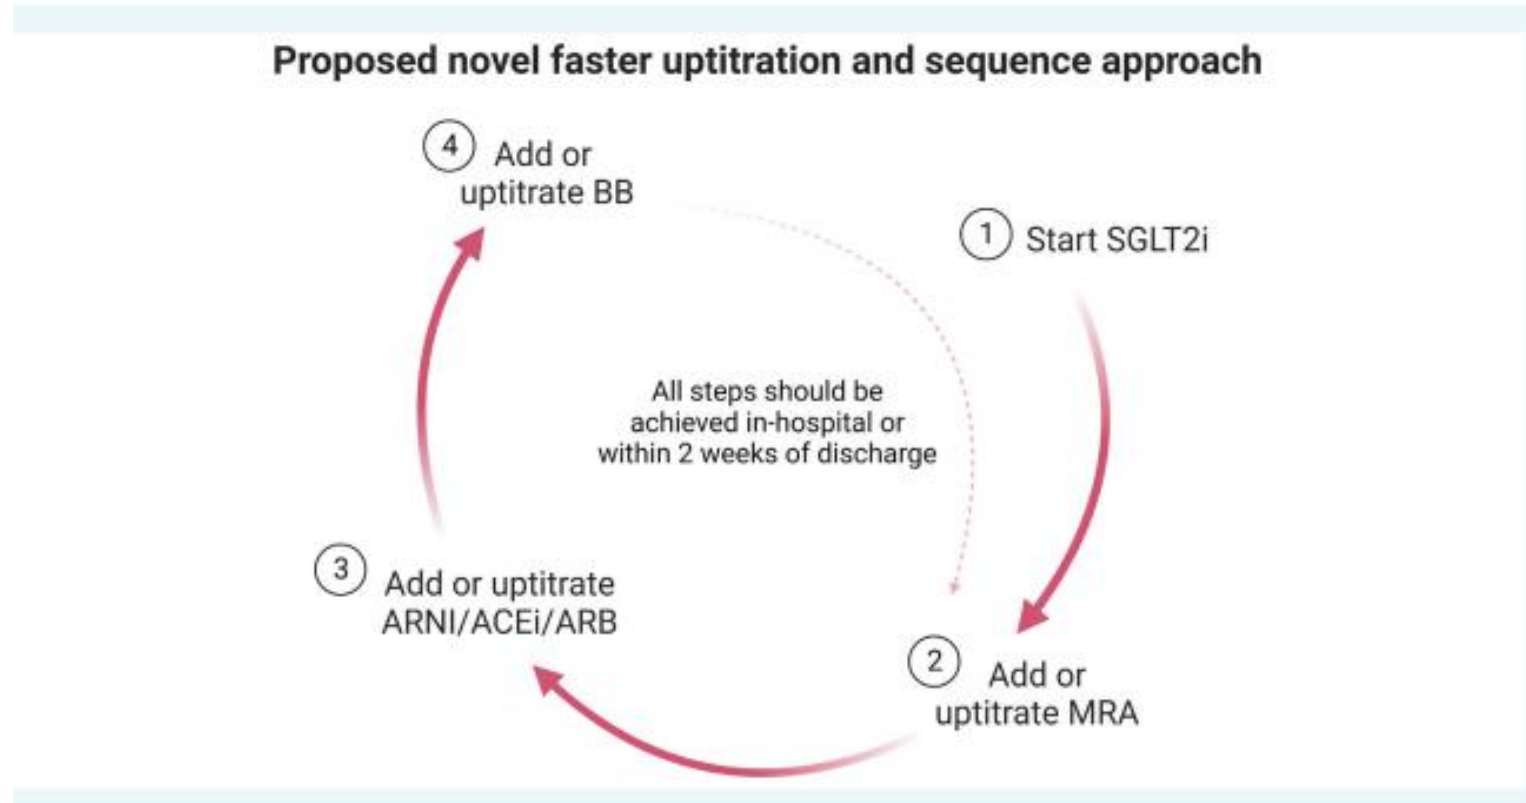 Proposed novel faster uptitration and sequence approach
4 Add or
uptitrate BB
1 Start SGLT2i
All steps should be
achieved in-hospital or
within 2 weeks of discharge
3 Add or uptitrate
ARNI/ACEi/ARB
2 Add or
uptitrate MRA